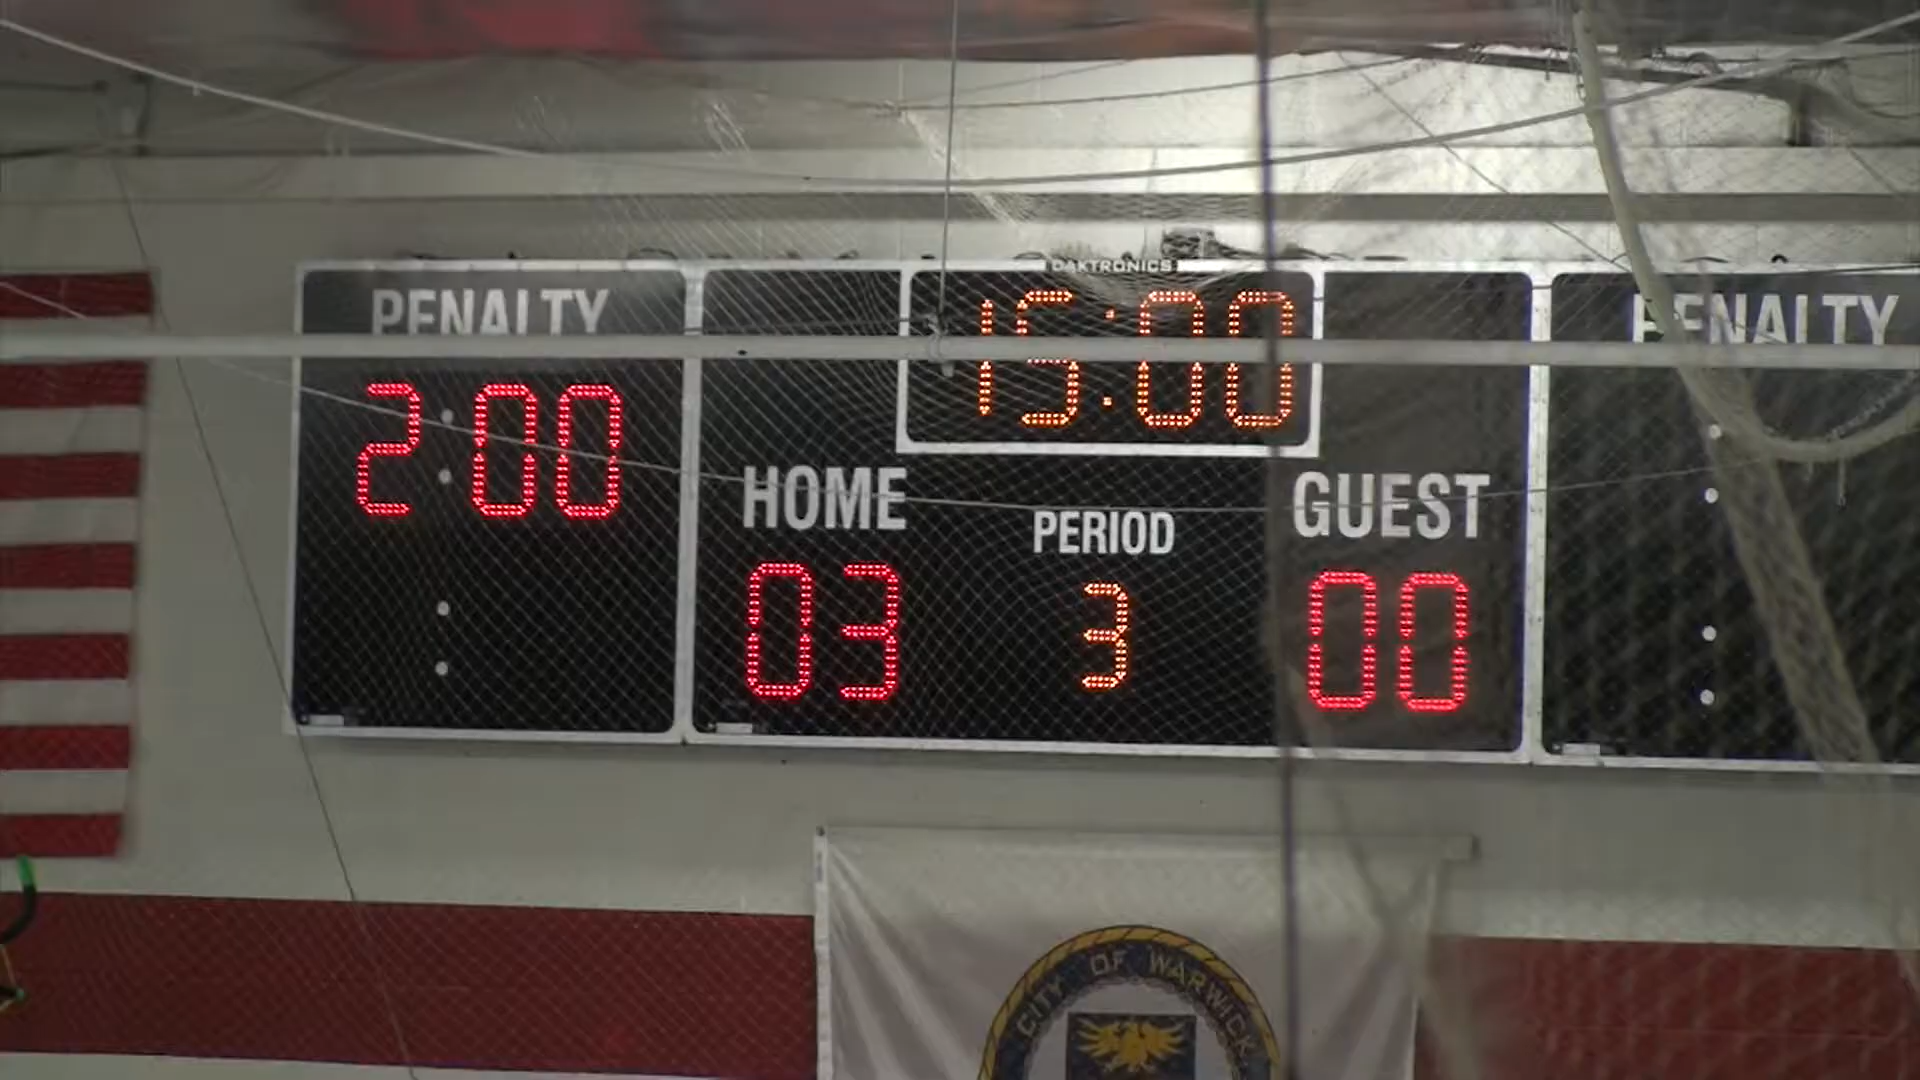 DAKTRONICS
PENALTY
15:00
PENALTY
2:00
HOME
PERIOD
GUEST
03
3
00
CITY OF WARWICK